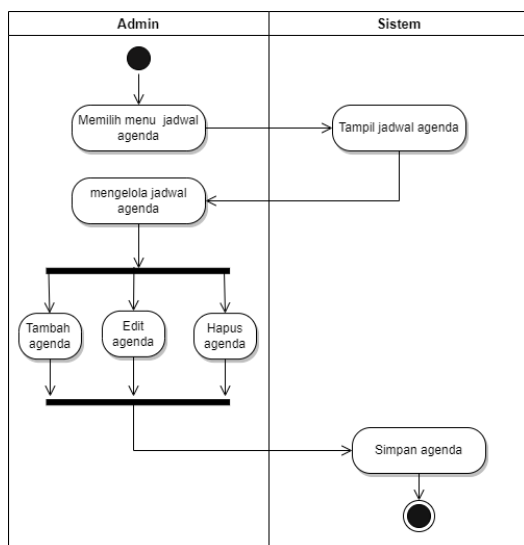 Admin
Sistem
Memilih menu jadwal
agenda
Tampil jadwal agenda
mengelola jadwal
agenda
Tambah
agenda
Edit
agenda
Hapus
agenda
Simpan agenda